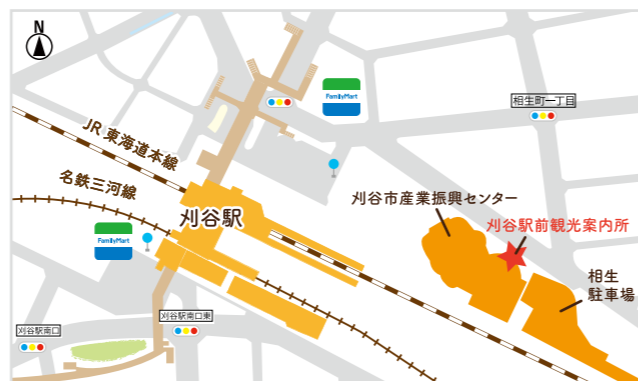 N
FamilyMart
相生町一丁目
JR東海道本線
名鉄三河線
刈谷駅
刈谷市産業振興センター
刈谷駅前観光案内所
FamilyMart
相生
駐車場
刈谷駅南口
刈谷駅南口東